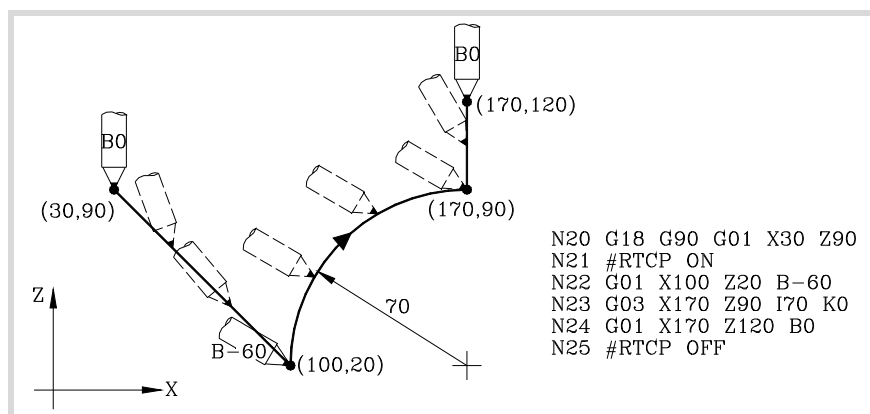 B0
(170,120)
B0
(30,90)
(170,90)
N20 G18 G90 G01 X30 Z90
N21 #RTCP ON
N22 G01 X100 Z20 B-60
N23 G03 X170 Z90 I70 K0
N24 G01 X170 Z120 B0
N25 #RTCP OFF
Z
70
B-60
(100,20)
X